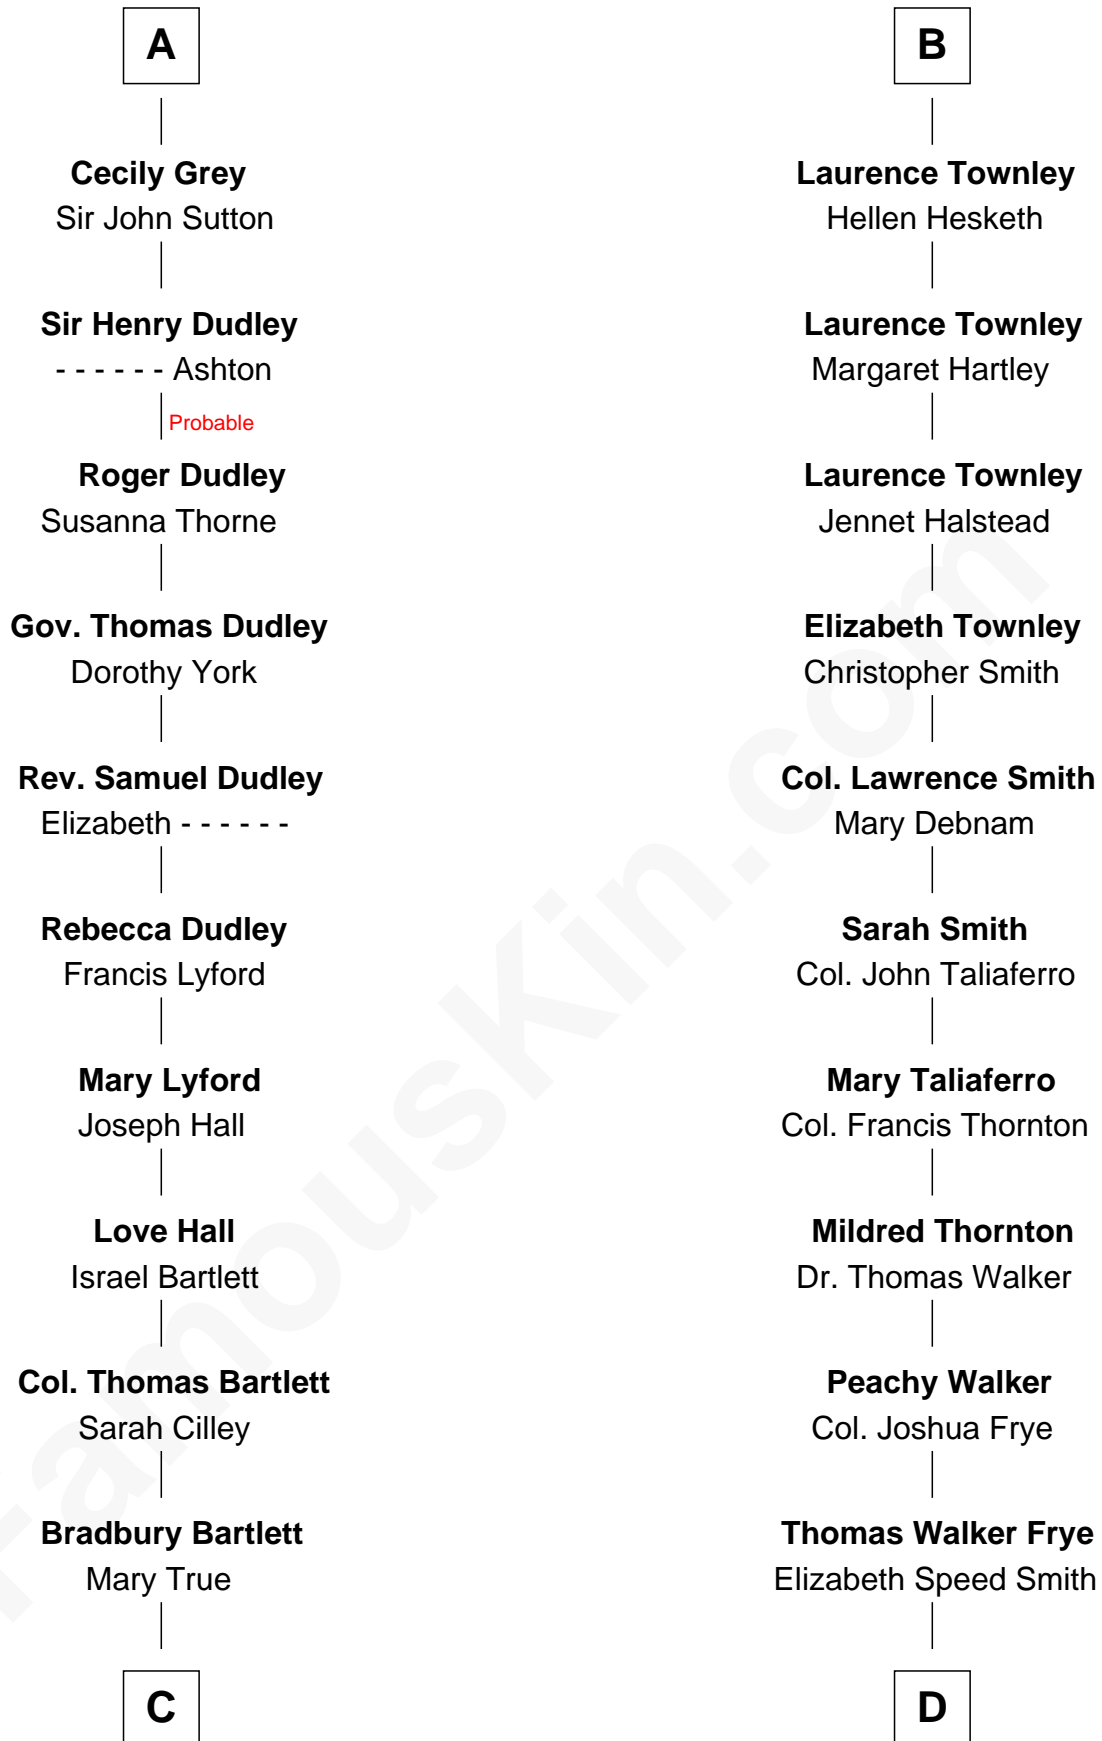 A
Cecily Grey
Sir John Sutton
Sir Henry Dudley
- - - - - - Ashton
Probable
Roger Dudley
Susanna Thorne
Gov. Thomas Dudley
Dorothy York
Rev. Samuel Dudley
Elizabeth - - - - - -
Rebecca Dudley
Francis Lyford
Mary Lyford
Joseph Hall
Love Hall
Israel Bartlett
Col. Thomas Bartlett
Sarah Cilley
Bradbury Bartlett
Mary True
C
B
Laurence Townley
Hellen Hesketh
Laurence Townley
Margaret Hartley
Laurence Townley
Jennet Halstead
Elizabeth Townley
Christopher Smith
Col. Lawrence Smith
Mary Debnam
Sarah Smith
Col. John Taliaferro
Mary Taliaferro
Col. Francis Thornton
Mildred Thornton
Dr. Thomas Walker
Peachy Walker
Col. Joshua Frye
Thomas Walker Frye
Elizabeth Speed Smith
D
FamousKin.com